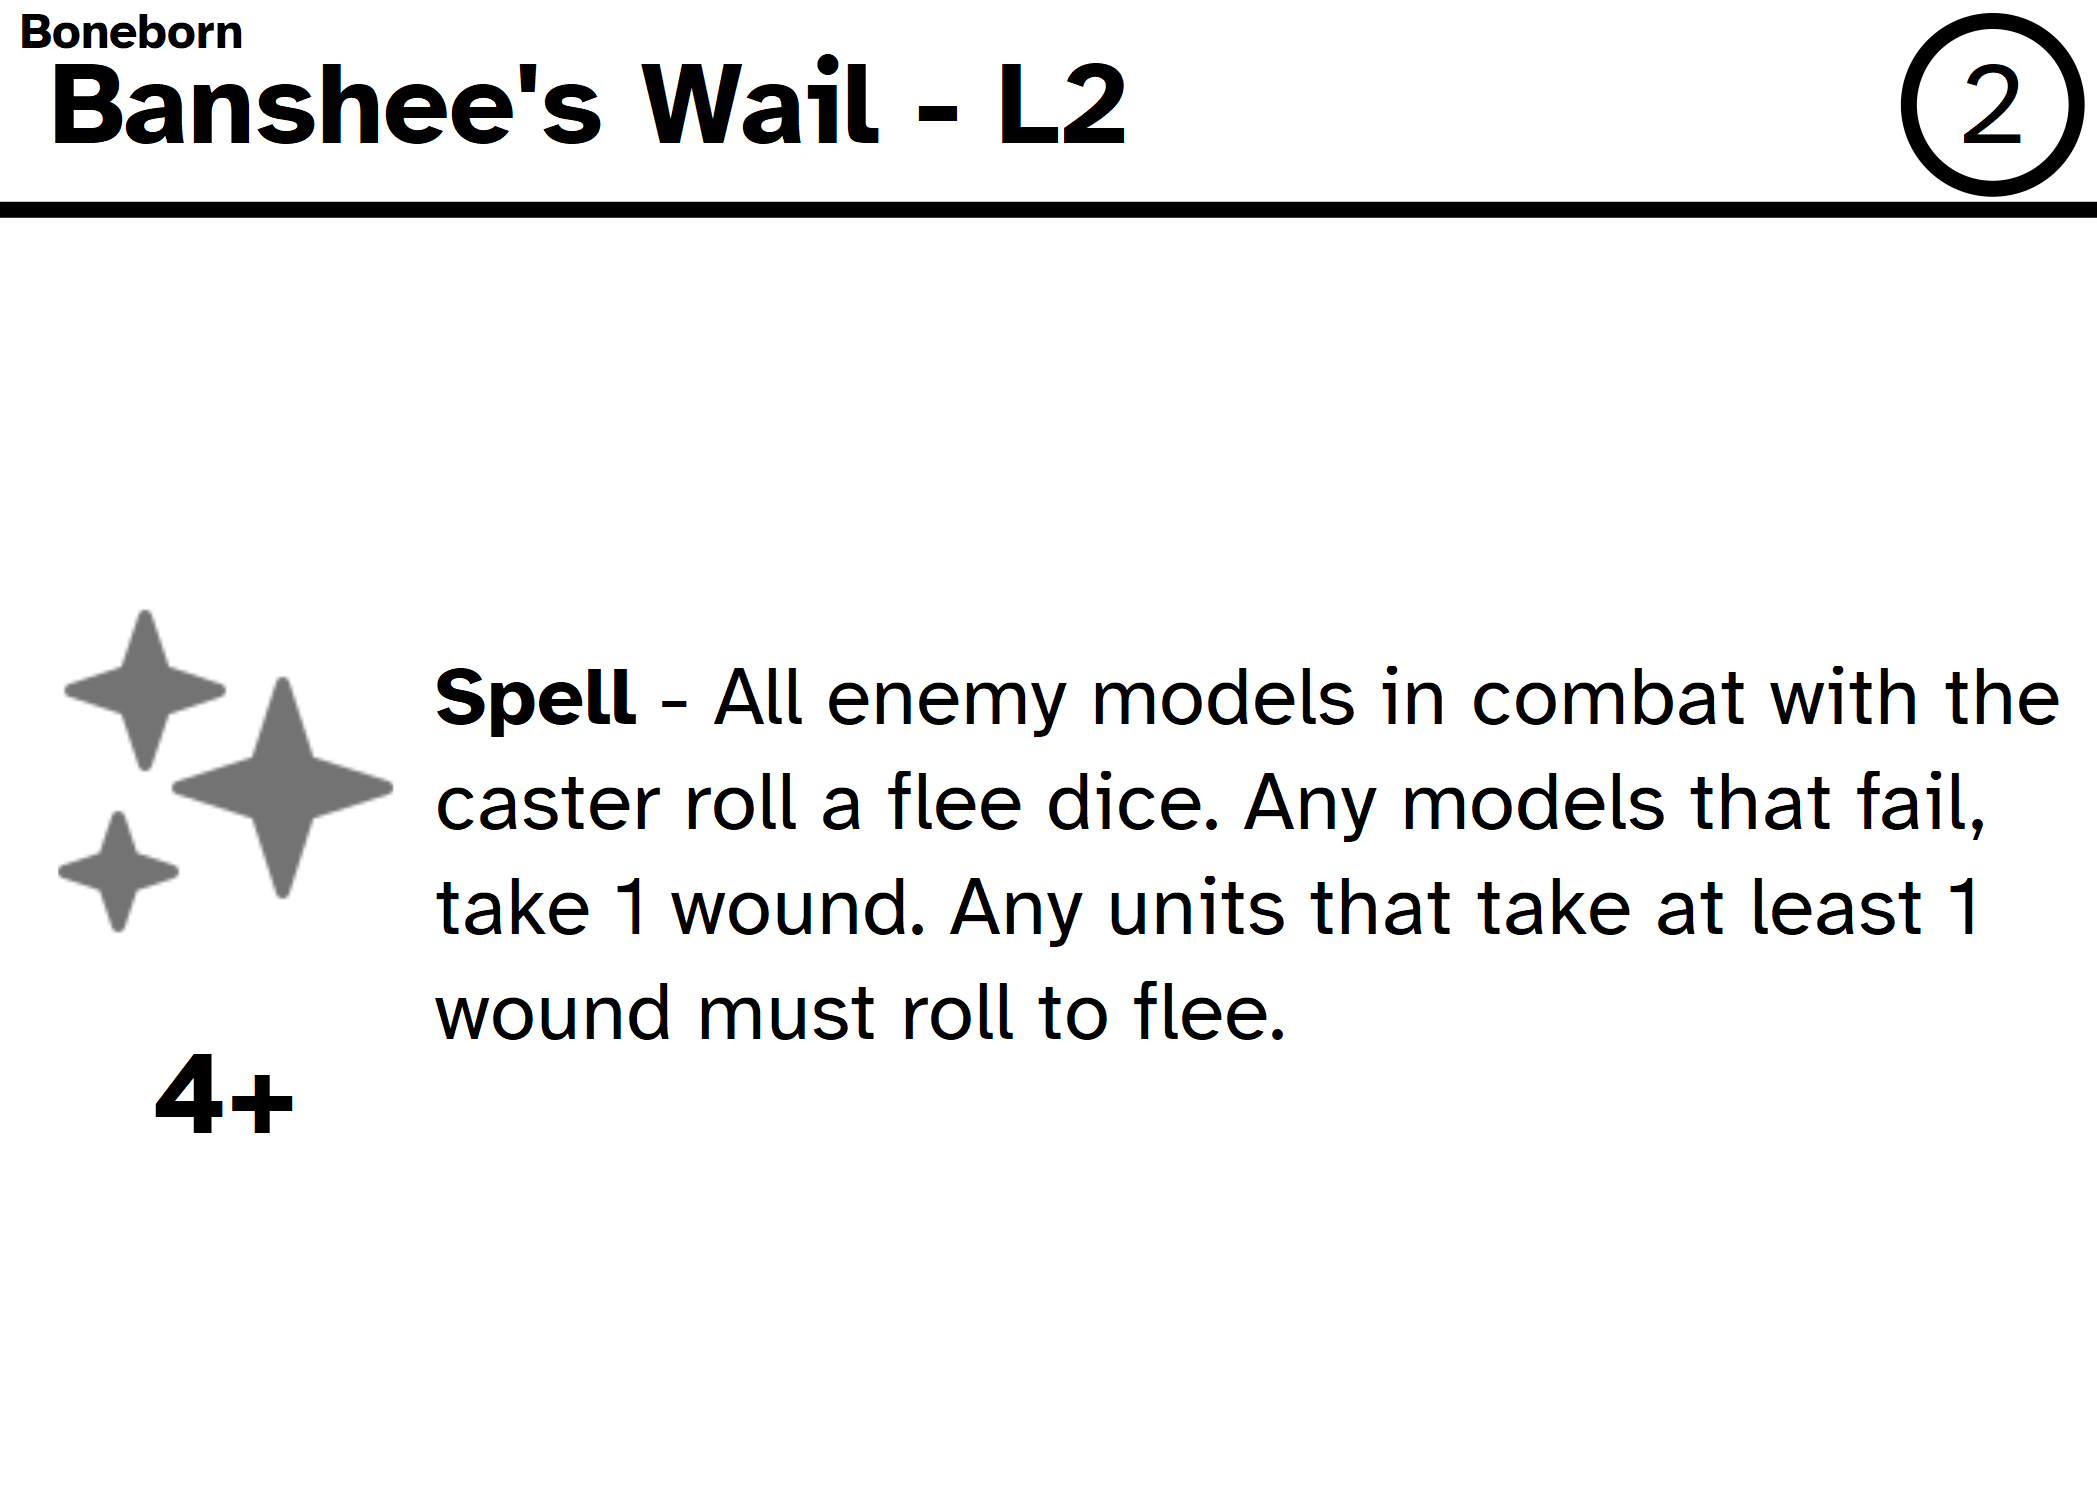 Boneborn
Banshee's Wail - L2
2
Spell - All enemy models in combat with the
caster roll a flee dice. Any models that fail,
take 1 wound. Any units that take at least 1
wound must roll to flee.
4+